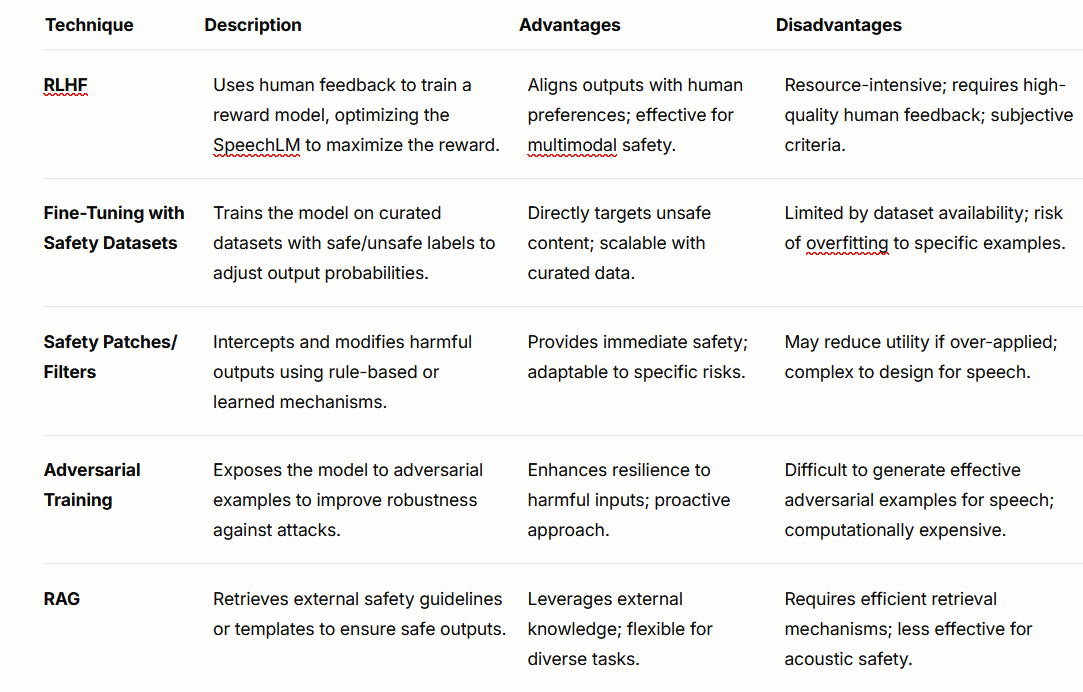 Technique Description Advantages Disadvantages
RLHF Uses human feedback to train a Aligns outputs with human Resource-intensive; requires high-
reward model, optimizing the preferences; effective for quality human feedback; subjective
SpeechLM to maximize the reward. multimodal safety. criteria.
Fine-Tuning with Trains the model on curated Directly targets unsafe Limited by dataset availability; risk
Safety Datasets datasets with safe/unsafe labels to content; scalable with of overfitting to specific examples.
adjust output probabilities. curated data.
Safety Patches/ Intercepts and modifies harmful Provides immediate safety; May reduce utility if over-applied;
Filters outputs using rule-based or adaptable to specific risks. complex to design for speech.
learned mechanisms.
Adversarial Exposes the model to adversarial Enhances resilience to Difficult to generate effective
Training examples to improve robustness harmful inputs; proactive adversarial examples for speech;
against attacks. approach. computationally expensive.
RAG Retrieves external safety guidelines Leverages external Requires efficient retrieval
or templates to ensure safe outputs. knowledge; flexible for mechanisms; less effective for
diverse tasks. acoustic safety.